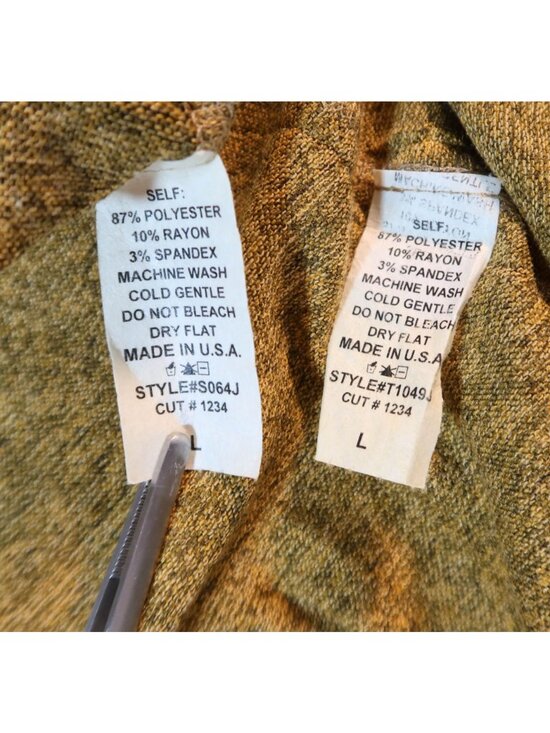 SELF:
87% POLYESTER
10% RAYON
3% SPANDEX
MACHINE WASH
COLD GENTLE
DO NOT BLEACH
DRY FLAT
MADE IN U.S.A.
STYLE#S064J
CUT # 1234
L
SELF:
87% POLYESTER
10% RAYON
3% SPANDEX
MACHINE WASH
COLD GENTLE
DO NOT BLEACH
DRY FLAT
MADE IN U.S.A.
STYLE#T1049J
CUT # 1234
L